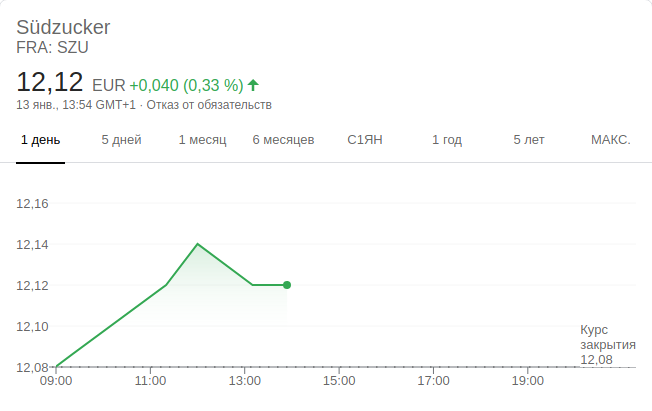 Südzucker
FRA: SZU
12,12 EUR +0,040 (0,33 %)
13 янв., 13:54 GMT+1 · Отказ от обязательств
1 день 5 дней 1 месяц 6 месяцев С1ЯН 1 год 5 лет МАКС.
12,16
12,14
12,12
12,10
Курс
закрытия
12,08
12,08
09:00 11:00 13:00 15:00 17:00 19:00